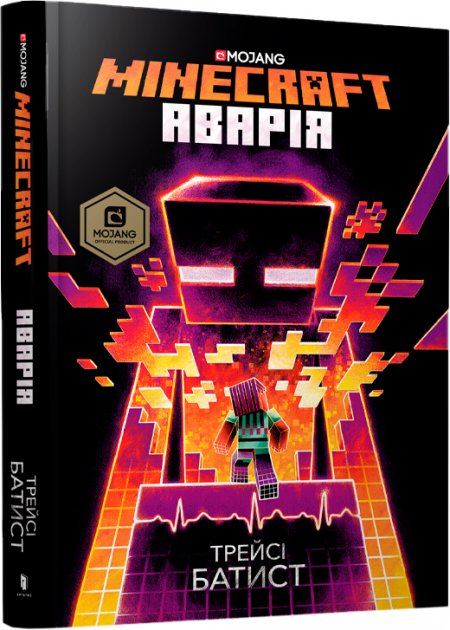 MOJANG
MINECRAFT
АВАРІЯ
MOJANG
OFFICIAL PRODUCT
ТРЕЙСІ
БАТИСТ
MOJANG
MINECRAFT
АВАРІЯ
ТРЕЙСІ
БАТИСТ